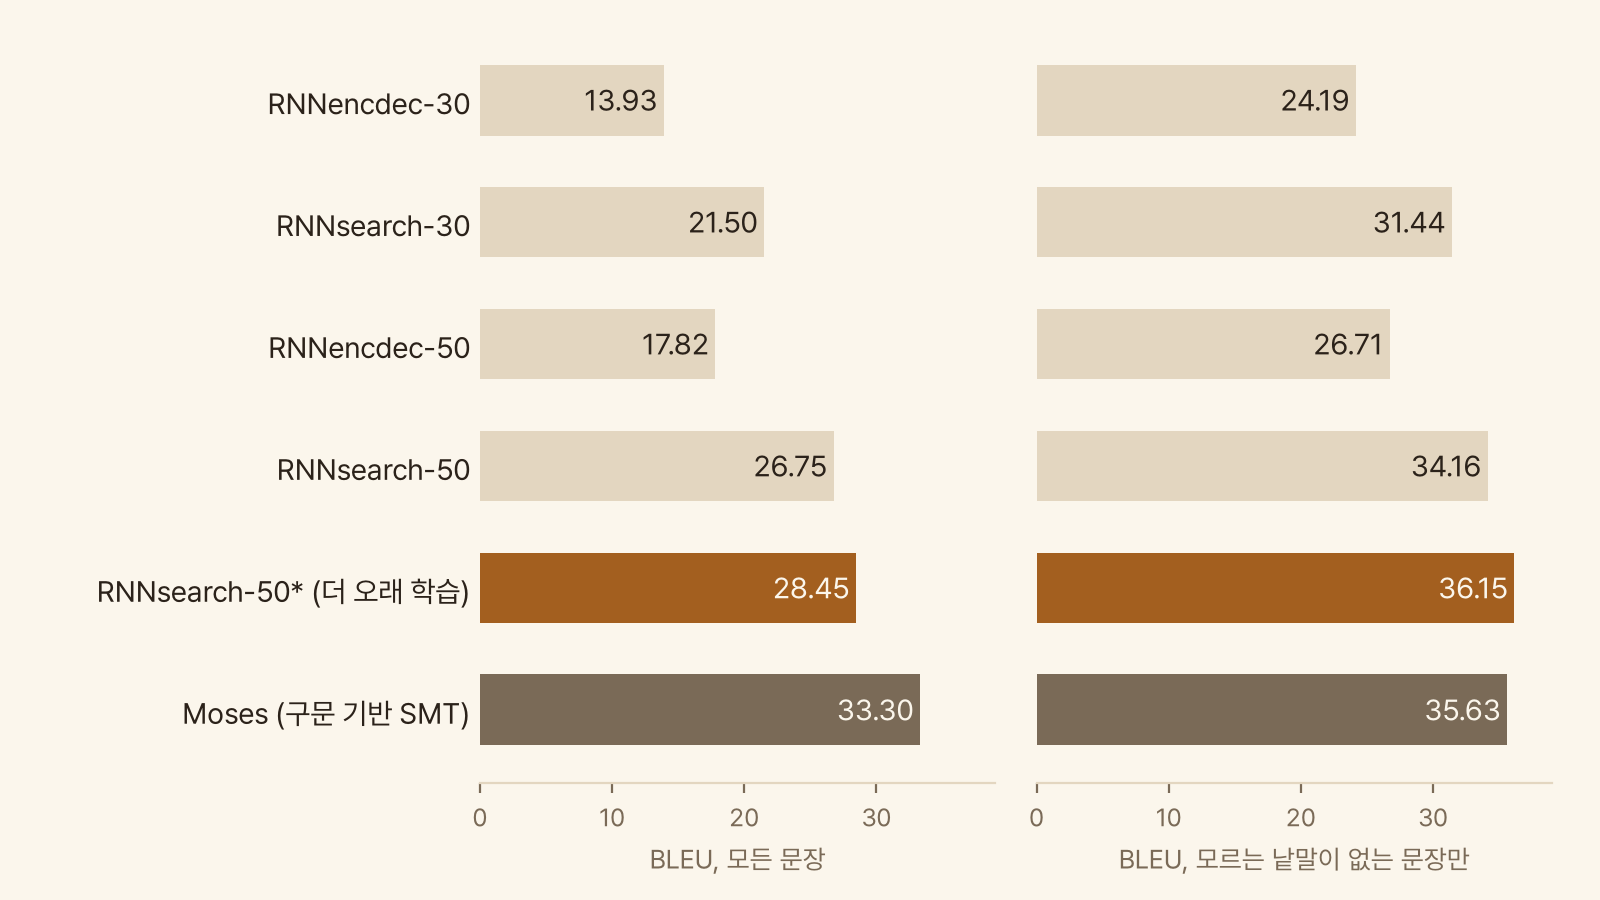 RNNencdec-30 13.93 24.19
RNNsearch-30 21.50 31.44
RNNencdec-50 17.82 26.71
RNNsearch-50 26.75 34.16
RNNsearch-50* (더 오래 학습) 28.45 36.15
Moses (구문 기반 SMT) 33.30 35.63
0 10 20 30 0 10 20 30
BLEU, 모든 문장 BLEU, 모르는 낱말이 없는 문장만